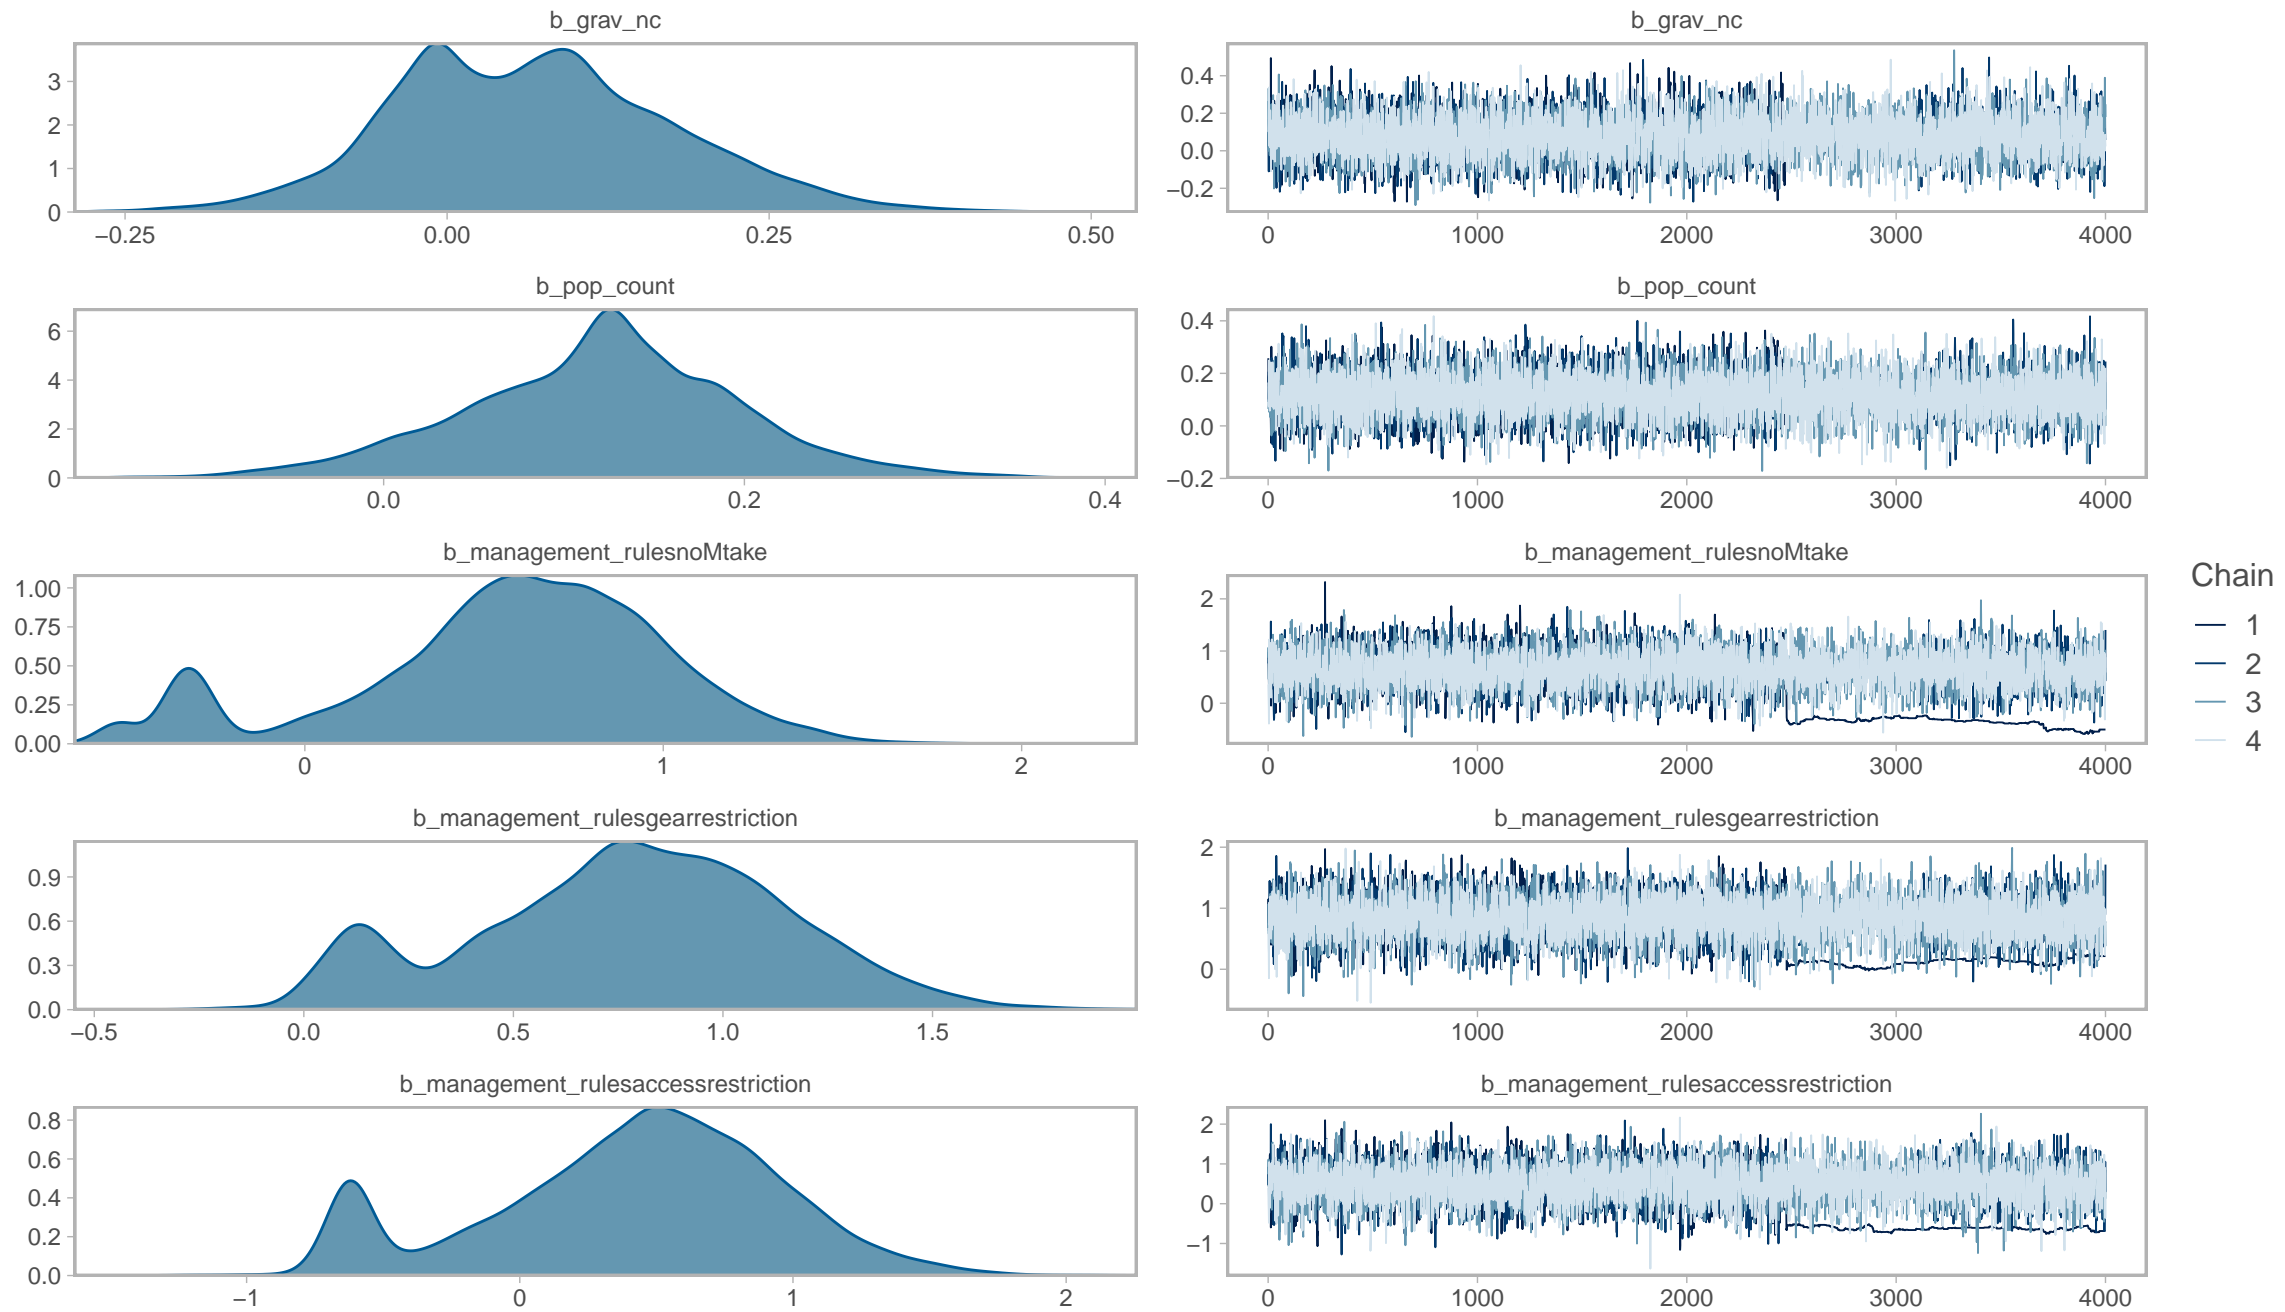 b_grav_nc
b_grav_nc
3
2
1
0
−0.25 0.00 0.25 0.50
0.4
0.2
0.0
−0.2
0 1000 2000 3000 4000
b_pop_count
b_pop_count
6
4
2
0
0.0 0.2 0.4
0.4
0.2
0.0
−0.2
0 1000 2000 3000 4000
b_management_rulesnoMtake
b_management_rulesnoMtake
1.00
0.75
0.50
0.25
0.00
0 1 2
2
1
0
0 1000 2000 3000 4000
b_management_rulesgearrestriction
b_management_rulesgearrestriction
0.9
0.6
0.3
0.0
−0.5 0.0 0.5 1.0 1.5
2
1
0
0 1000 2000 3000 4000
b_management_rulesaccessrestriction
b_management_rulesaccessrestriction
0.8
0.6
0.4
0.2
0.0
−1 0 1 2
2
1
0
−1
0 1000 2000 3000 4000
Chain
1
2
3
4